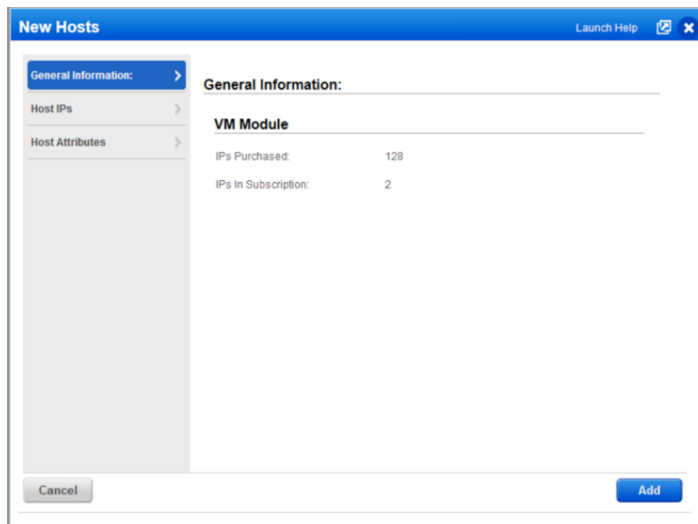 New Hosts
Launch Help
General Information:
Host IPs
Host Attributes
General Information:
VM Module
IPs Purchased: 128
IPs In Subscription: 2
Cancel
Add